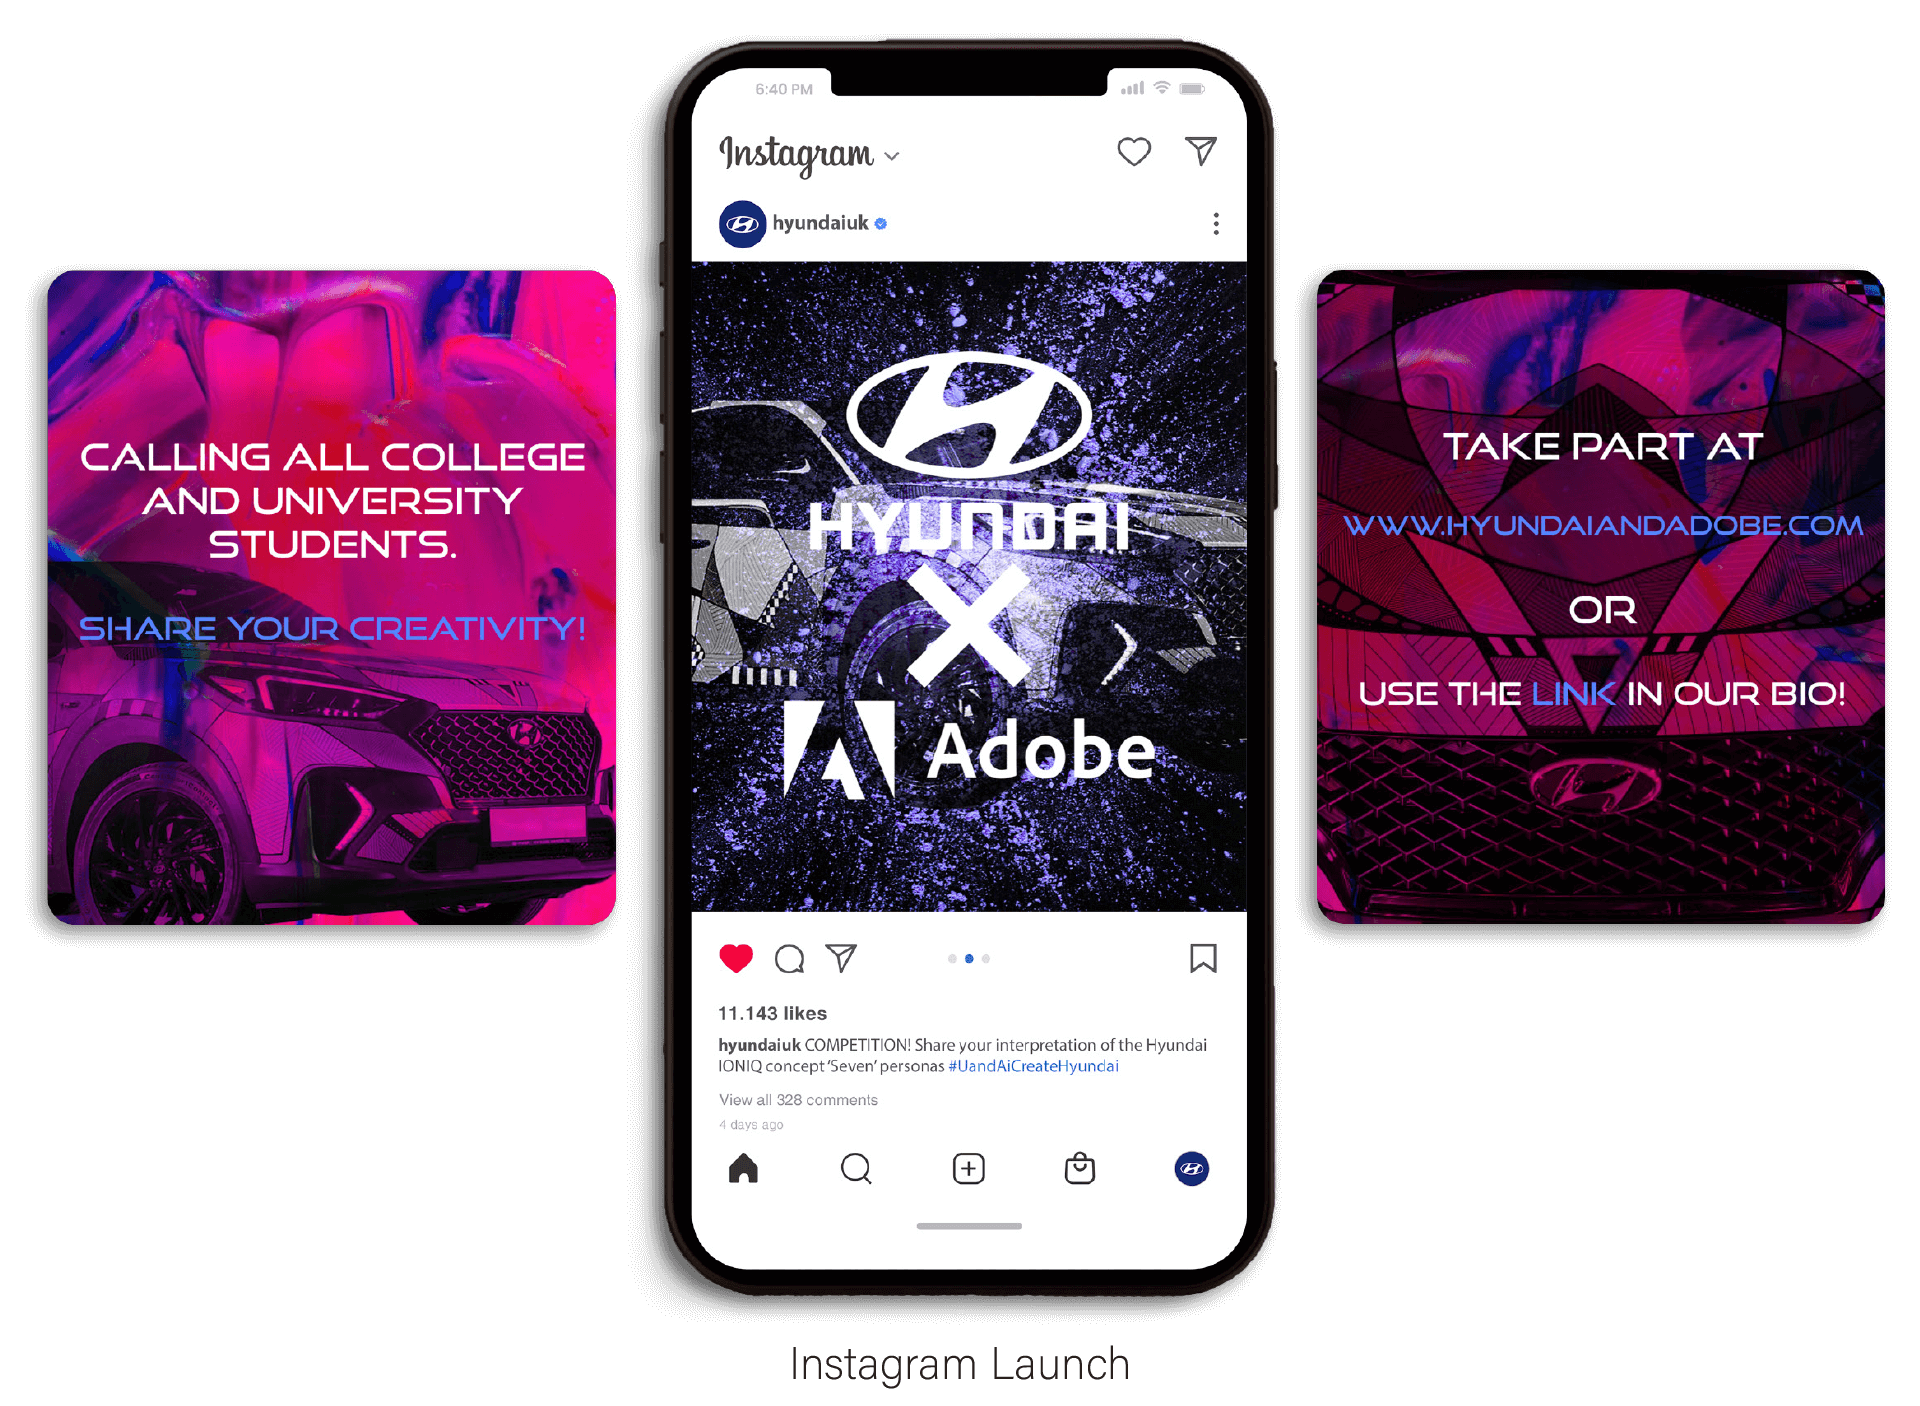 CALLING ALL COLLEGE
AND UNIVERSITY
STUDENTS.
SHARE YOUR CREATIVITY!
6:40 PM
Instagram
hyundaiuk
HYUNDAI
X
Adobe
11.143 likes
hyundaiuk COMPETITION! Share your interpretation of the Hyundai
IONIQ concept ‘Seven’ personas #UandAiCreateHyundai
View all 328 comments
4 days ago
TAKE PART AT
WWW.HYUNDAIANDADOBE.COM
OR
USE THE LINK IN OUR BIO!
Instagram Launch